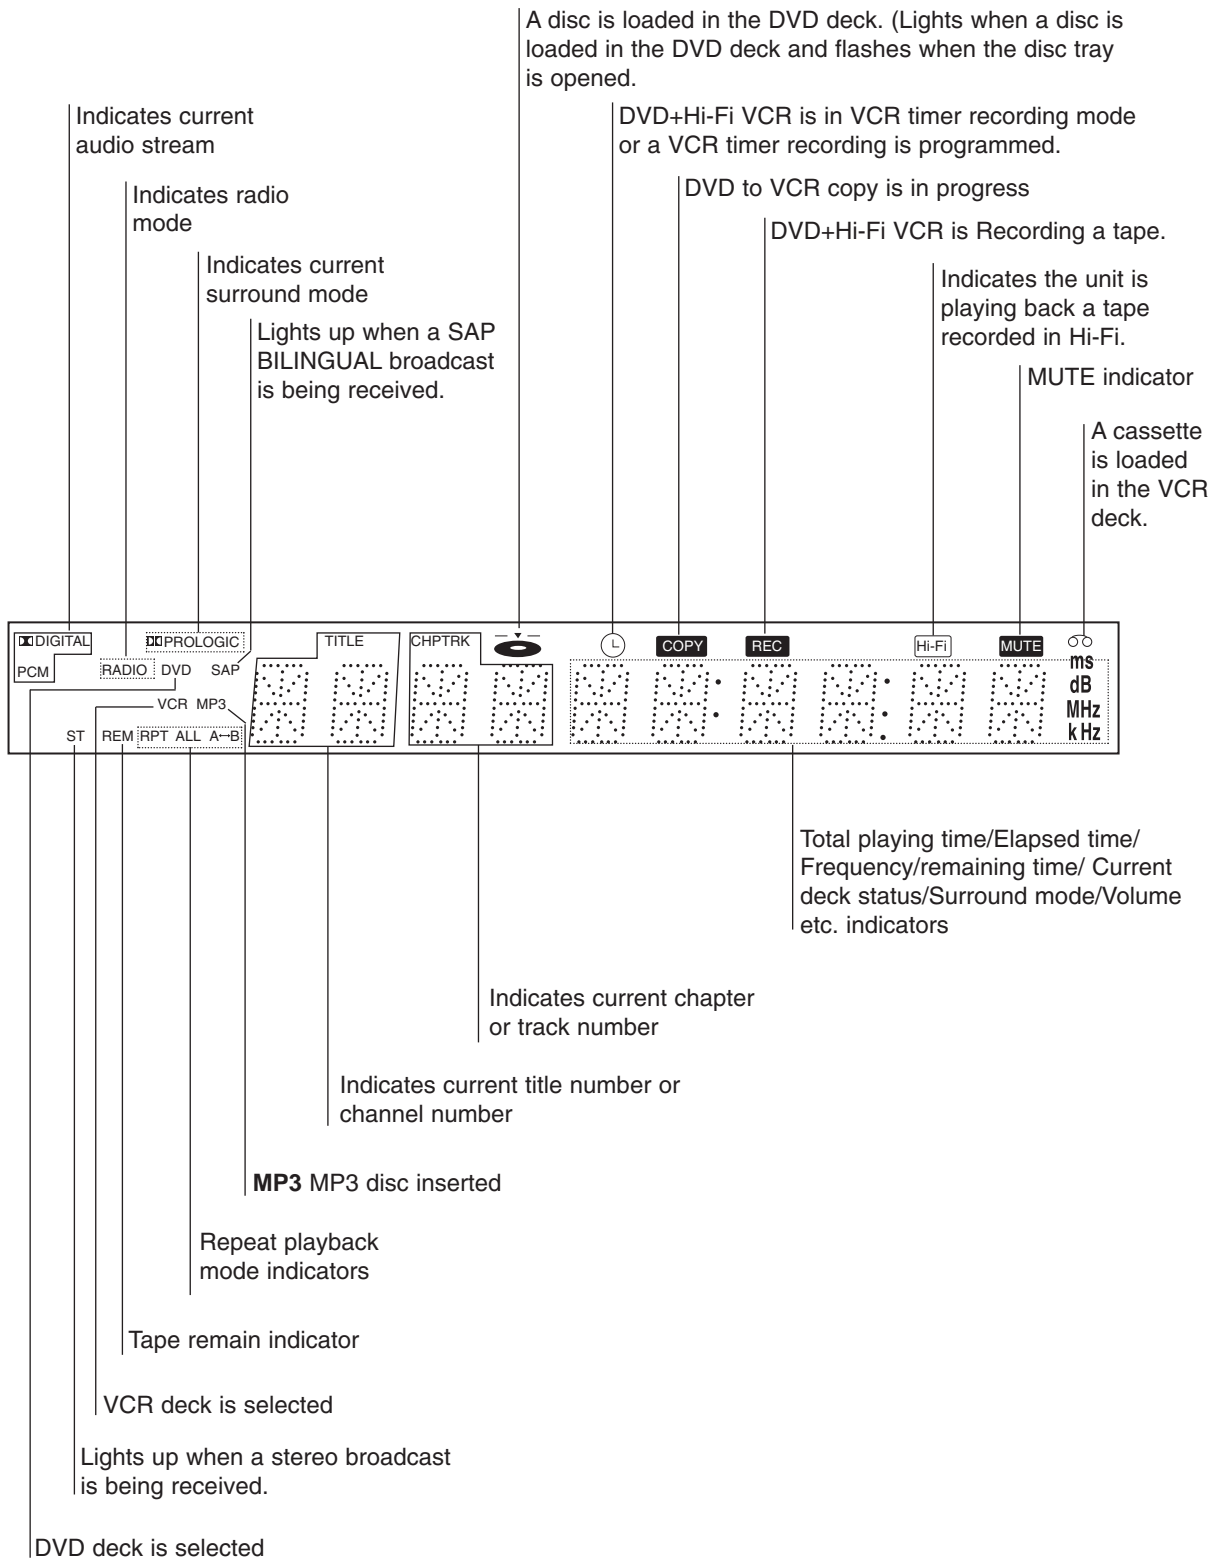 A disc is loaded in the DVD deck. (Lights when a disc is
loaded in the DVD deck and flashes when the disc tray
is opened.
Indicates current
audio stream
DVD+Hi-Fi VCR is in VCR timer recording mode
or a VCR timer recording is programmed.
Indicates radio
mode
DVD to VCR copy is in progress
DVD+Hi-Fi VCR is Recording a tape.
Indicates current
surround mode
Indicates the unit is
playing back a tape
recorded in Hi-Fi.
Lights up when a SAP
BILINGUAL broadcast
is being received.
MUTE indicator
A cassette
is loaded
in the VCR
deck.
DIGITAL PROLOGIC TITLE CHPTRK COPY REC Hi-Fi MUTE
PCM RADIO DVD SAP
VCR MP3
ST REM RPT ALL A↔B
ms
dB
MHz
kHz
Total playing time/Elapsed time/
Frequency/remaining time/ Current
deck status/Surround mode/Volume
etc. indicators
Indicates current chapter
or track number
Indicates current title number or
channel number
MP3 MP3 disc inserted
Repeat playback
mode indicators
Tape remain indicator
VCR deck is selected
Lights up when a stereo broadcast
is being received.
DVD deck is selected